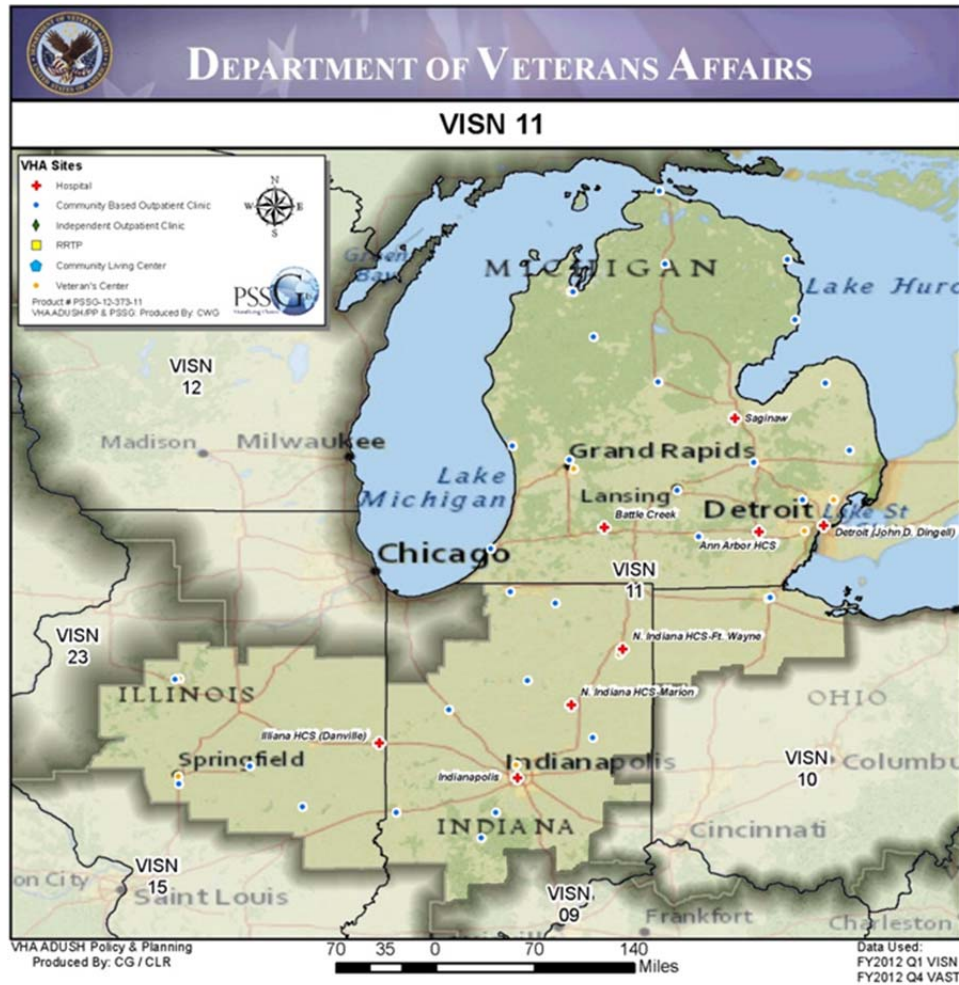 DEPARTMENT OF VETERANS AFFAIRS
VISN 11
VHA Sites
Hospital
Community Based Outpatient Clinic
Independent Outpatient Clinic
RRTP
Community Living Center
Veteran's Center
Product # PSSG-12-373-11
VHA ADUSH/PP & PSSG: Produced By: CWG
N
W
E
S
PSSG
Green
Bay
MICHIGAN
Lake Huro
VISN
12
Madison
Milwaukee
Lake
Michigan
Saginaw
Grand Rapids
Lansing
Battle Creek
Detroit
Lake St
Ann Arbor HCS
Detroit (John D. Dingell)
Chicago
VISN
11
VISN
23
N. Indiana HCS-Ft. Wayne
ILLINOIS
N. Indiana HCS-Marion
OHIO
Illiana HCS (Danville)
Springfield
Indianapolis
Indianapolis
VISN
10
Columbu
INDIANA
Cincinnati
VISN
15
on City
Saint Louis
VISN
09
Frankfort
Charleston
VHA ADUSH Policy & Planning
Produced By: CG / CLR
70 35 0 70 140
Miles
Data Used:
FY2012 Q1 VISN
FY2012 Q4 VAST